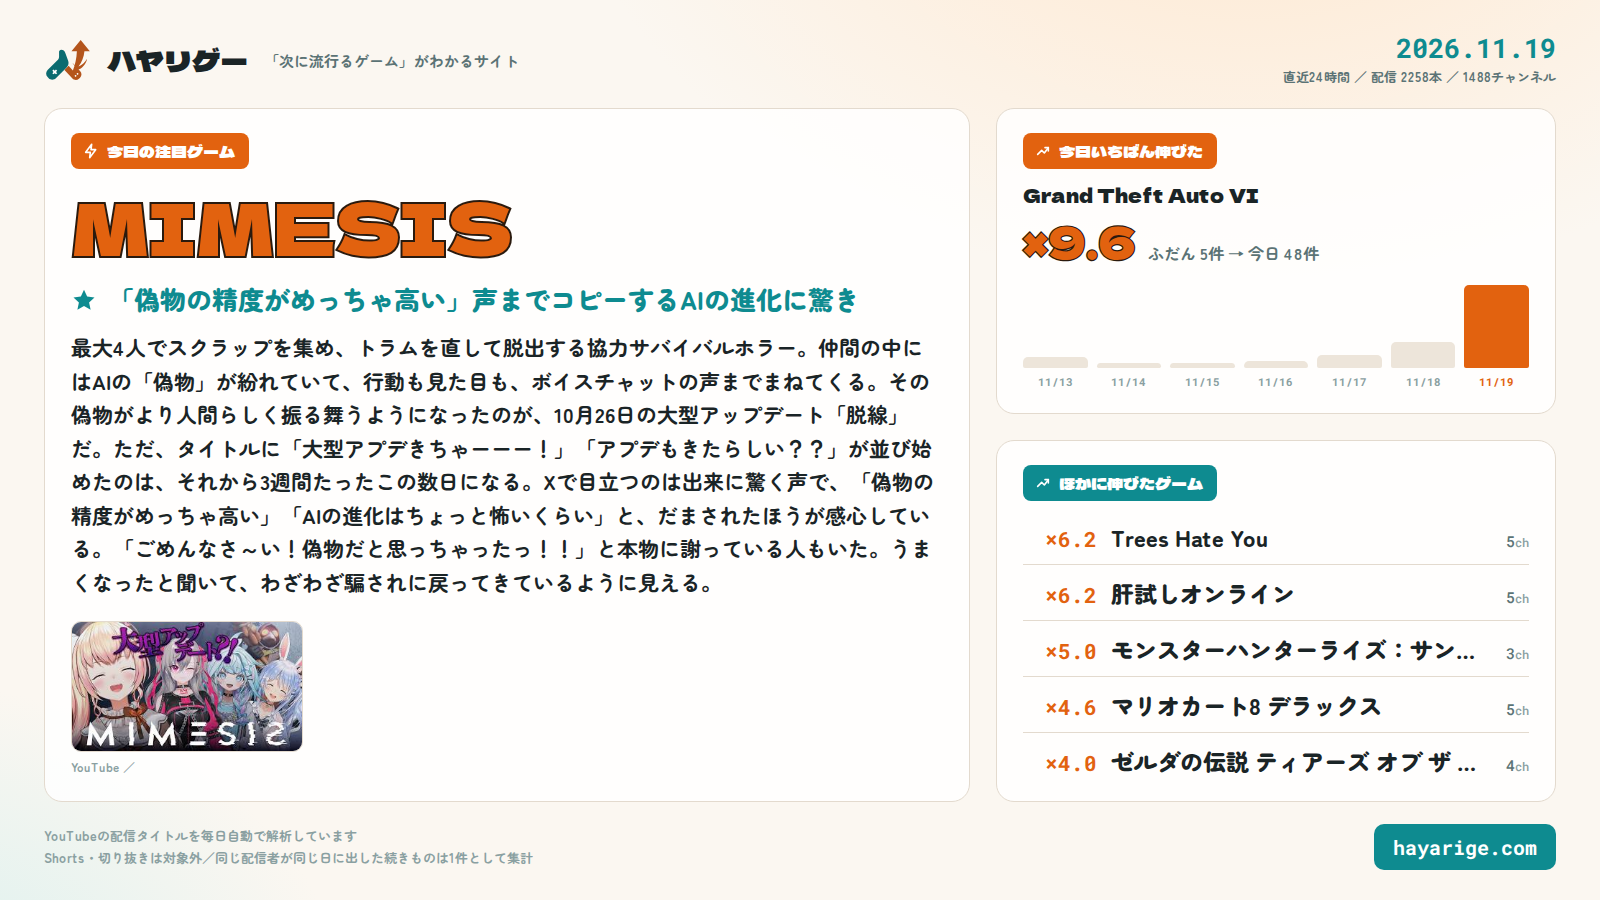 ハヤリゲー
「次に流行るゲーム」がわかるサイト
2026.11.19
直近24時間 ／ 配信 2258本 ／ 1488チャンネル
今日の注目ゲーム
MIMESIS
★ 「偽物の精度がめっちゃ高い」声までコピーするAIの進化に驚き
最大4人でスクラップを集め、トラムを直して脱出する協力サバイバルホラー。仲間の中に
はAIの「偽物」が紛れていて、行動も見た目も、ボイスチャットの声までまねてくる。その
偽物がより人間らしく振る舞うようになったのが、10月26日の大型アップデート「脱線」
だ。ただ、タイトルに「大型アプデきちゃーーー！」「アプデもきたらしい？？」が並び始
めたのは、それから3週間たったこの数日になる。Xで目立つのは出来に驚く声で、「偽物の
精度がめっちゃ高い」「AIの進化はちょっと怖いくらい」と、だまされたほうが感心してい
る。「ごめんなさ～い！偽物だと思っちゃったっ！！」と本物に謝っている人もいた。うま
くなったと聞いて、わざわざ騙されに戻ってきているように見える。
大型アップ
デート?!
MIMESIS
YouTube ／
今日いちばん伸びた
Grand Theft Auto VI
×9.6 ふだん 5件 → 今日 48件
11/13 11/14 11/15 11/16 11/17 11/18 11/19
ほかに伸びたゲーム
×6.2 Trees Hate You 5ch
×6.2 肝試しオンライン 5ch
×5.0 モンスターハンターライズ：サン... 3ch
×4.6 マリオカート8 デラックス 5ch
×4.0 ゼルダの伝説 ティアーズ オブ ザ ... 4ch
YouTubeの配信タイトルを毎日自動で解析しています
Shorts・切り抜きは対象外／同じ配信者が同じ日に出した続きものは1件として集計
hayarige.com